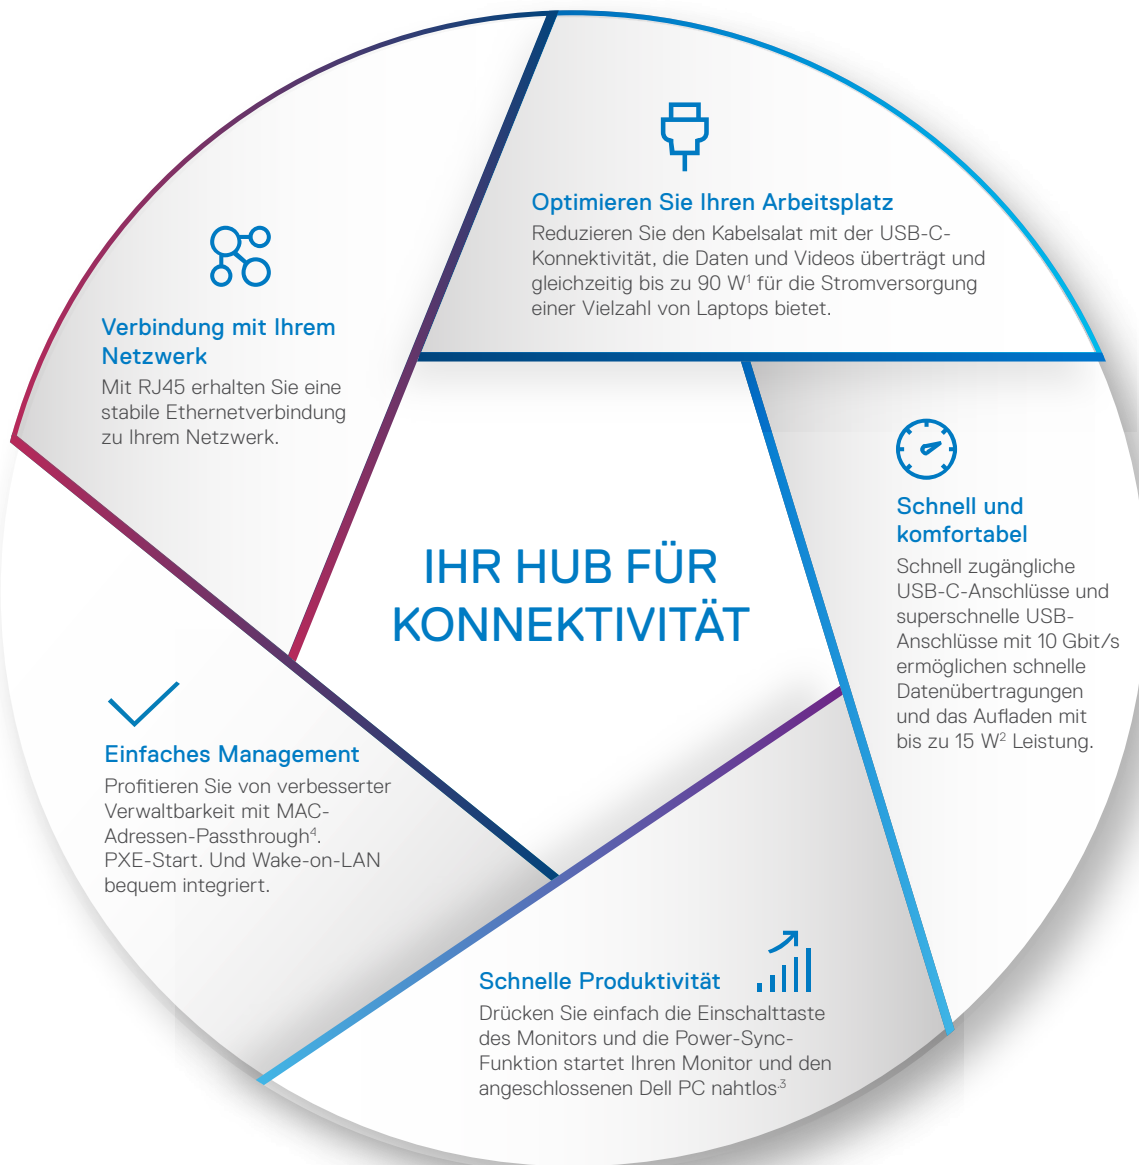 Optimieren Sie Ihren Arbeitsplatz
Reduzieren Sie den Kabelsalat mit der USB-C-
Konnektivität, die Daten und Videos überträgt und
gleichzeitig bis zu 90 W¹ für die Stromversorgung
einer Vielzahl von Laptops bietet.
Verbindung mit Ihrem
Netzwerk
Mit RJ45 erhalten Sie eine
stabile Ethernetverbindung
zu Ihrem Netzwerk.
IHR HUB FÜR
KONNEKTIVITÄT
Schnell und
komfortabel
Schnell zugängliche
USB-C-Anschlüsse und
superschnelle USB-
Anschlüsse mit 10 Gbit/s
ermöglichen schnelle
Datenübertragungen
und das Aufladen mit
bis zu 15 W² Leistung.
Einfaches Management
Profitieren Sie von verbesserter
Verwaltbarkeit mit MAC-
Adressen-Passthrough⁴.
PXE-Start. Und Wake-on-LAN
bequem integriert.
Schnelle Produktivität
Drücken Sie einfach die Einschalttaste
des Monitors und die Power-Sync-
Funktion startet Ihren Monitor und den
angeschlossenen Dell PC nahtlos.³